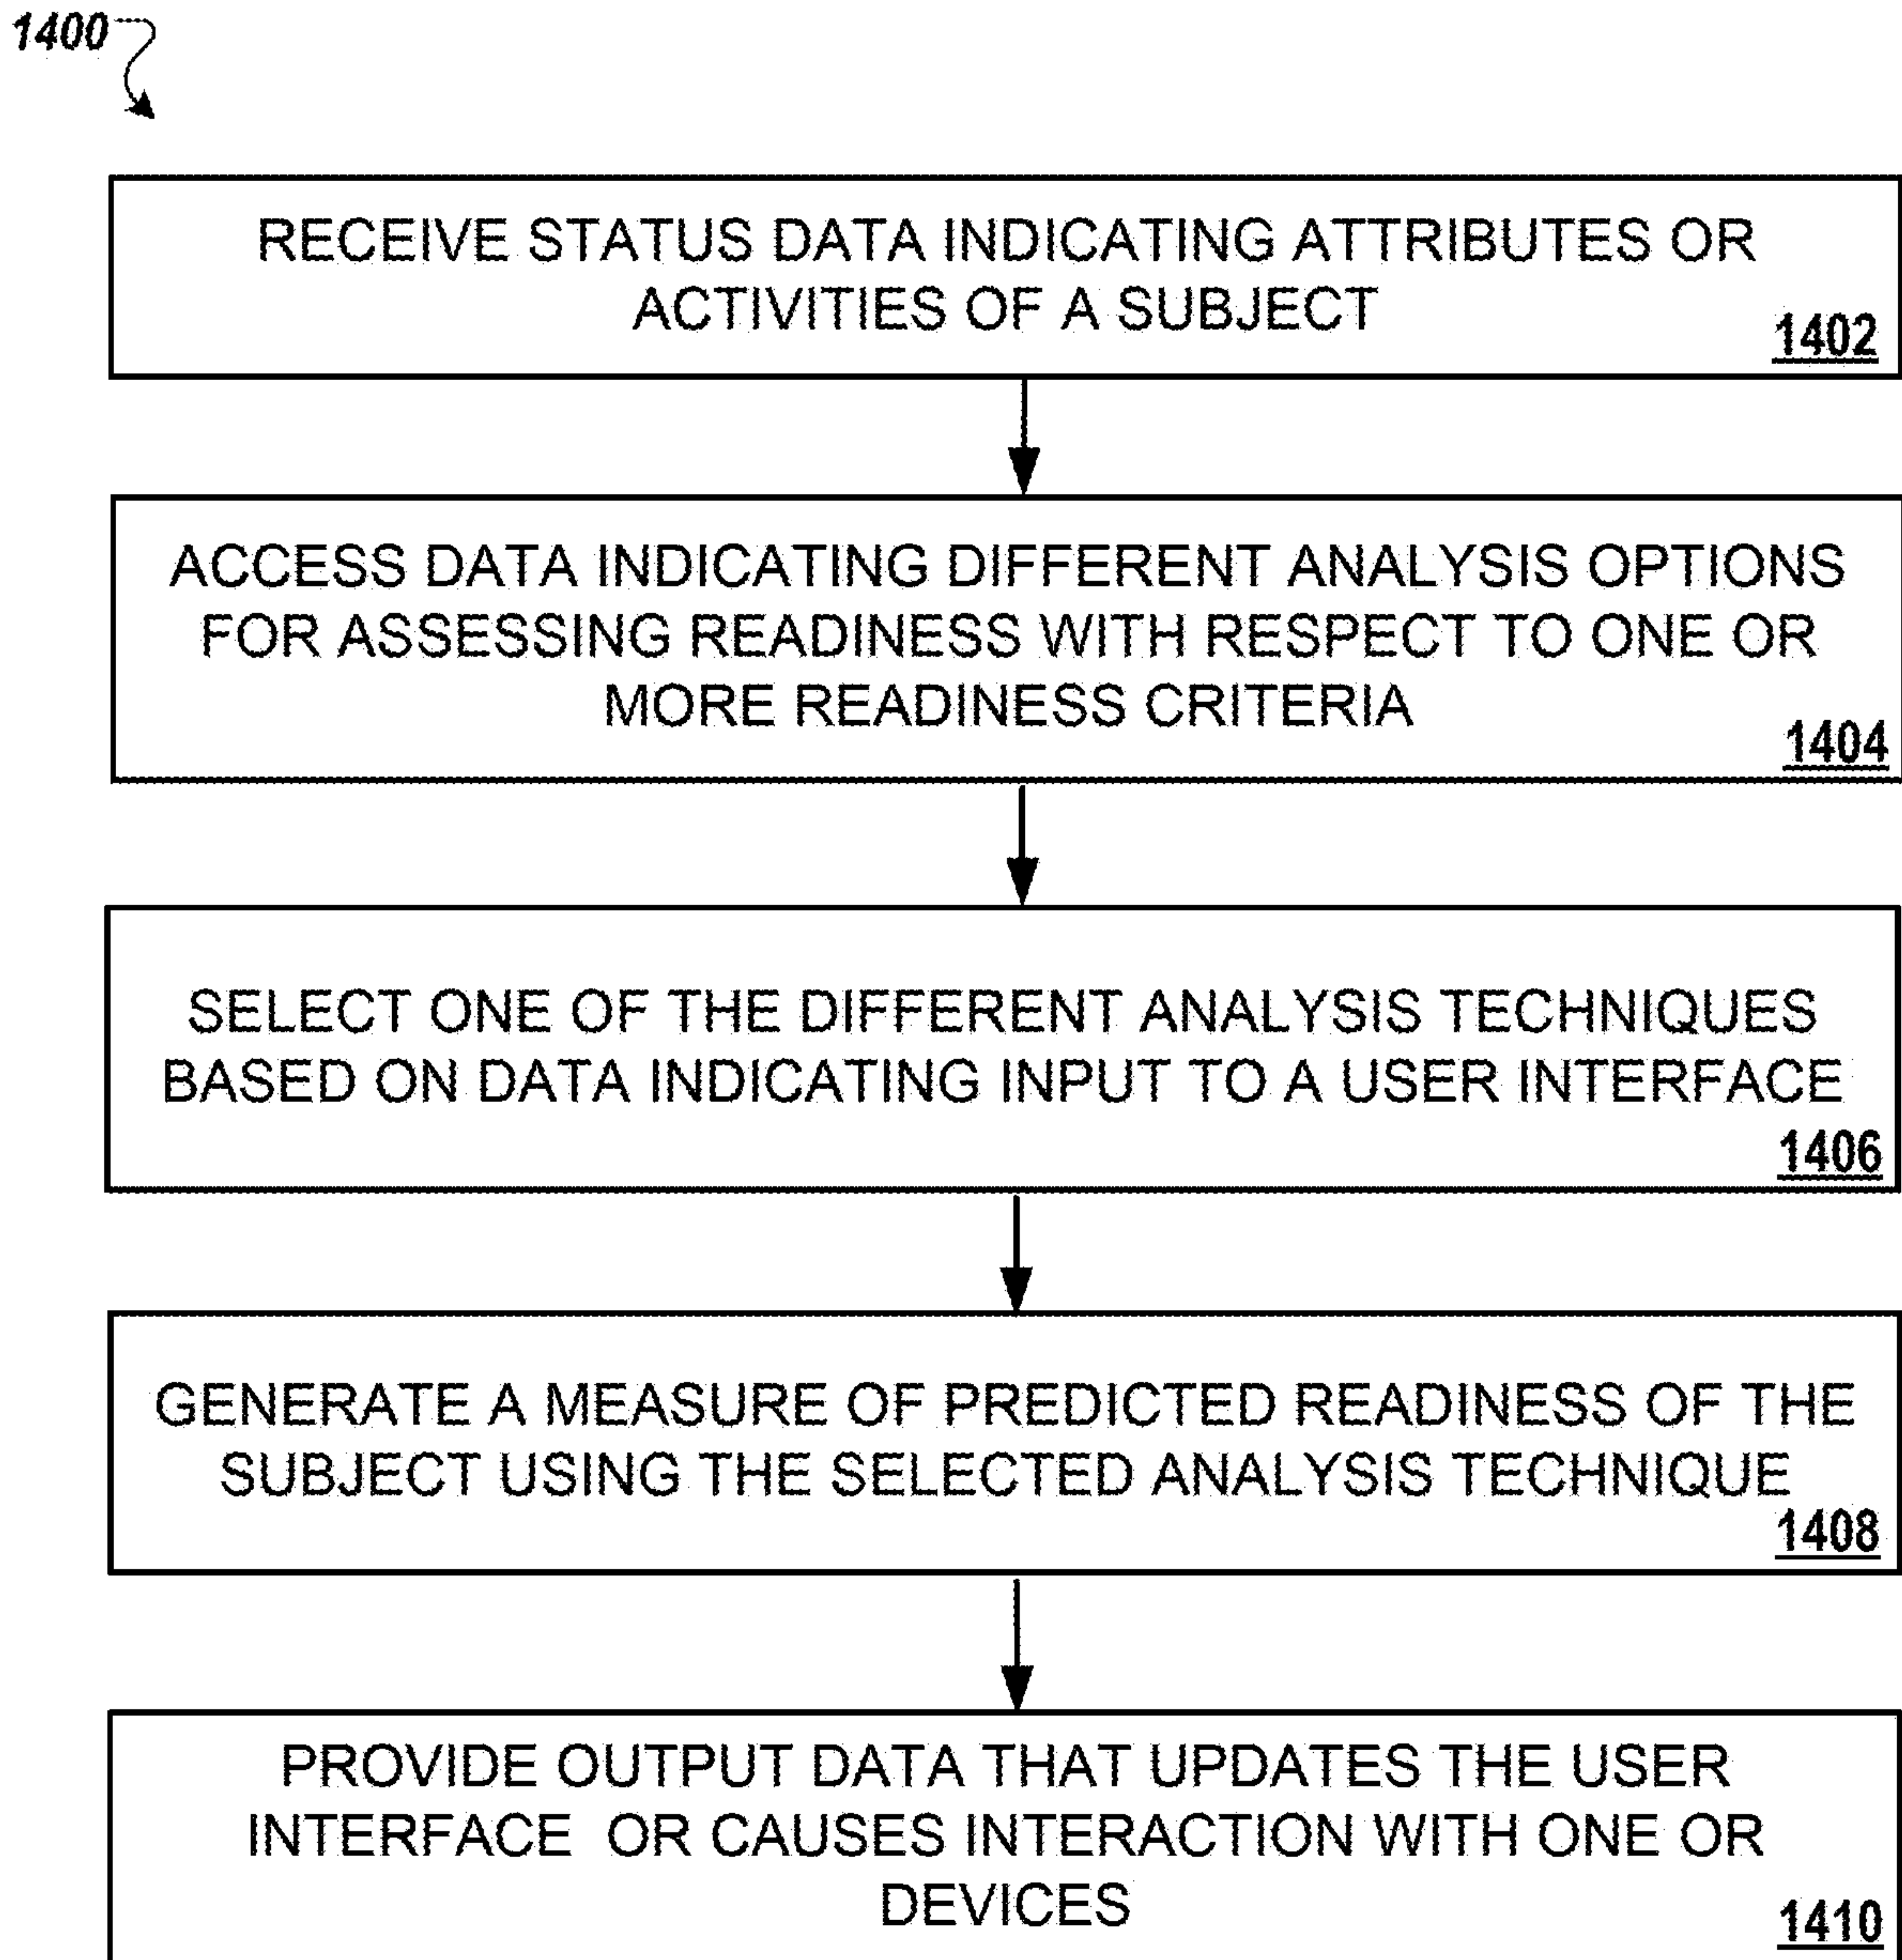 1400
RECEIVE STATUS DATA INDICATING ATTRIBUTES OR
ACTIVITIES OF A SUBJECT
1402
ACCESS DATA INDICATING DIFFERENT ANALYSIS OPTIONS
FOR ASSESSING READINESS WITH RESPECT TO ONE OR
MORE READINESS CRITERIA
1404
SELECT ONE OF THE DIFFERENT ANALYSIS TECHNIQUES
BASED ON DATA INDICATING INPUT TO A USER INTERFACE
1406
GENERATE A MEASURE OF PREDICTED READINESS OF THE
SUBJECT USING THE SELECTED ANALYSIS TECHNIQUE
1408
PROVIDE OUTPUT DATA THAT UPDATES THE USER
INTERFACE OR CAUSES INTERACTION WITH ONE OR
DEVICES
1410